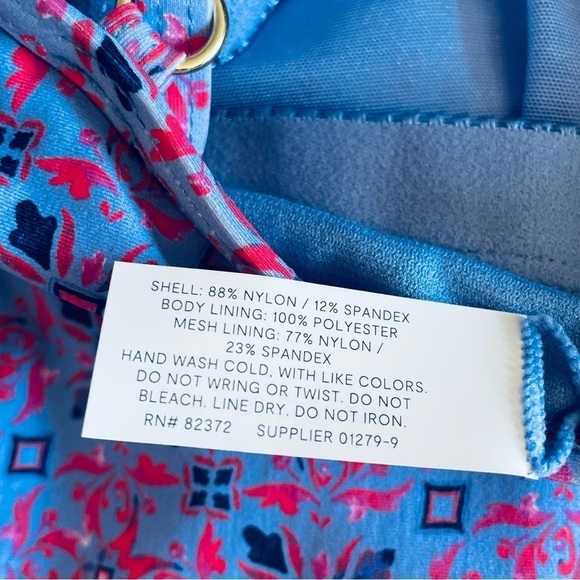 SHELL: 88% NYLON / 12% SPANDEX
BODY LINING: 100% POLYESTER
MESH LINING: 77% NYLON /
23% SPANDEX
HAND WASH COLD, WITH LIKE COLORS.
DO NOT WRING OR TWIST. DO NOT
BLEACH. LINE DRY. DO NOT IRON.
RN# 82372 SUPPLIER 01279-9